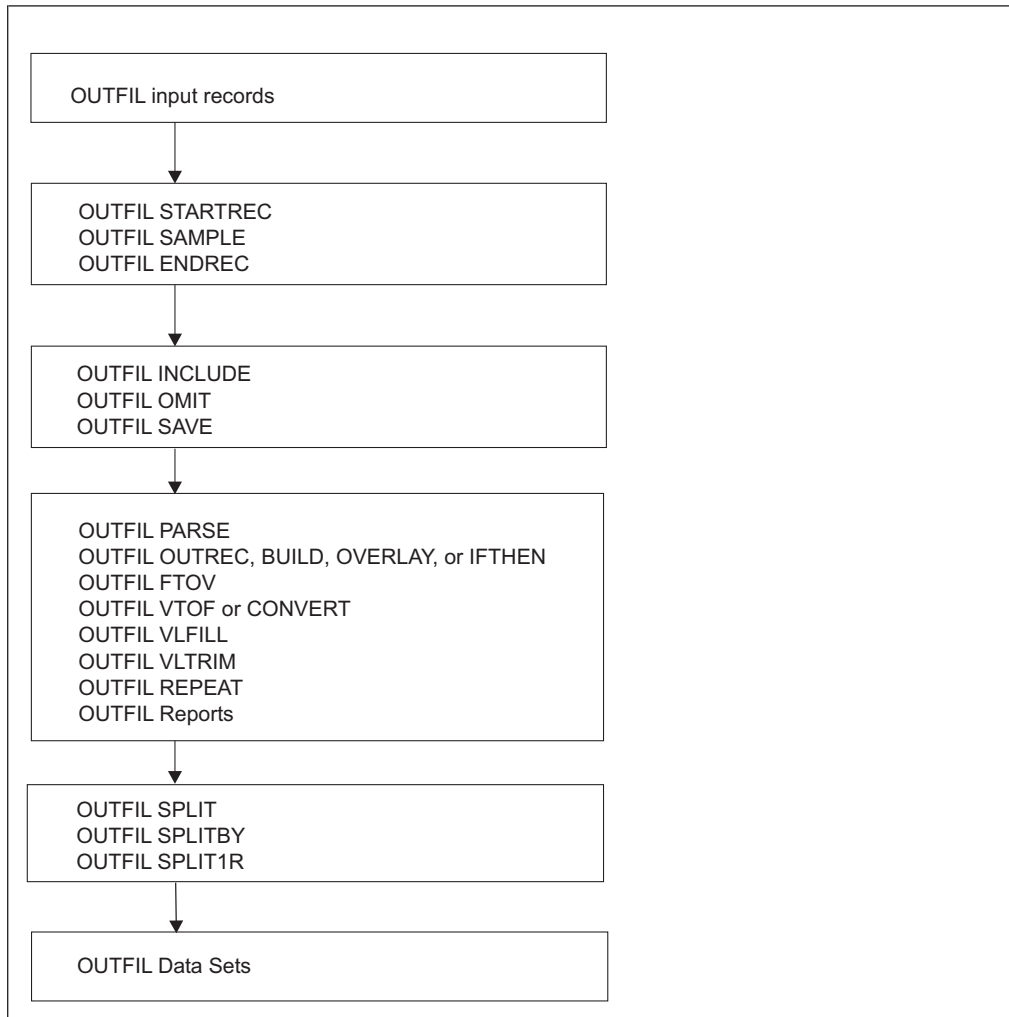 OUTFIL input records
OUTFIL STARTREC
OUTFIL SAMPLE
OUTFIL ENDREC
OUTFIL INCLUDE
OUTFIL OMIT
OUTFIL SAVE
OUTFIL PARSE
OUTFIL OUTREC, BUILD, OVERLAY, or IFTHEN
OUTFIL FTOV
OUTFIL VTOF or CONVERT
OUTFIL VLFILL
OUTFIL VLTRIM
OUTFIL REPEAT
OUTFIL Reports
OUTFIL SPLIT
OUTFIL SPLITBY
OUTFIL SPLIT1R
OUTFIL Data Sets